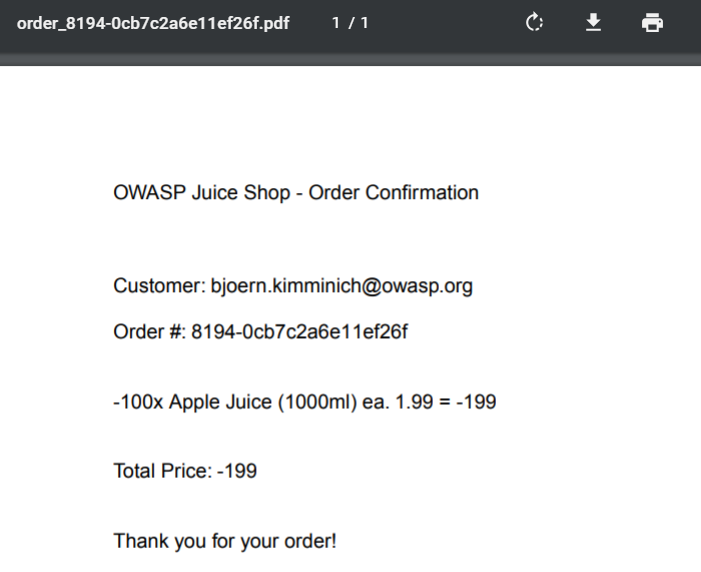 order_8194-0cb7c2a6e11ef26f.pdf 1 / 1
OWASP Juice Shop - Order Confirmation
Customer: bjoern.kimminich@owasp.org
Order #: 8194-0cb7c2a6e11ef26f
-100x Apple Juice (1000ml) ea. 1.99 = -199
Total Price: -199
Thank you for your order!